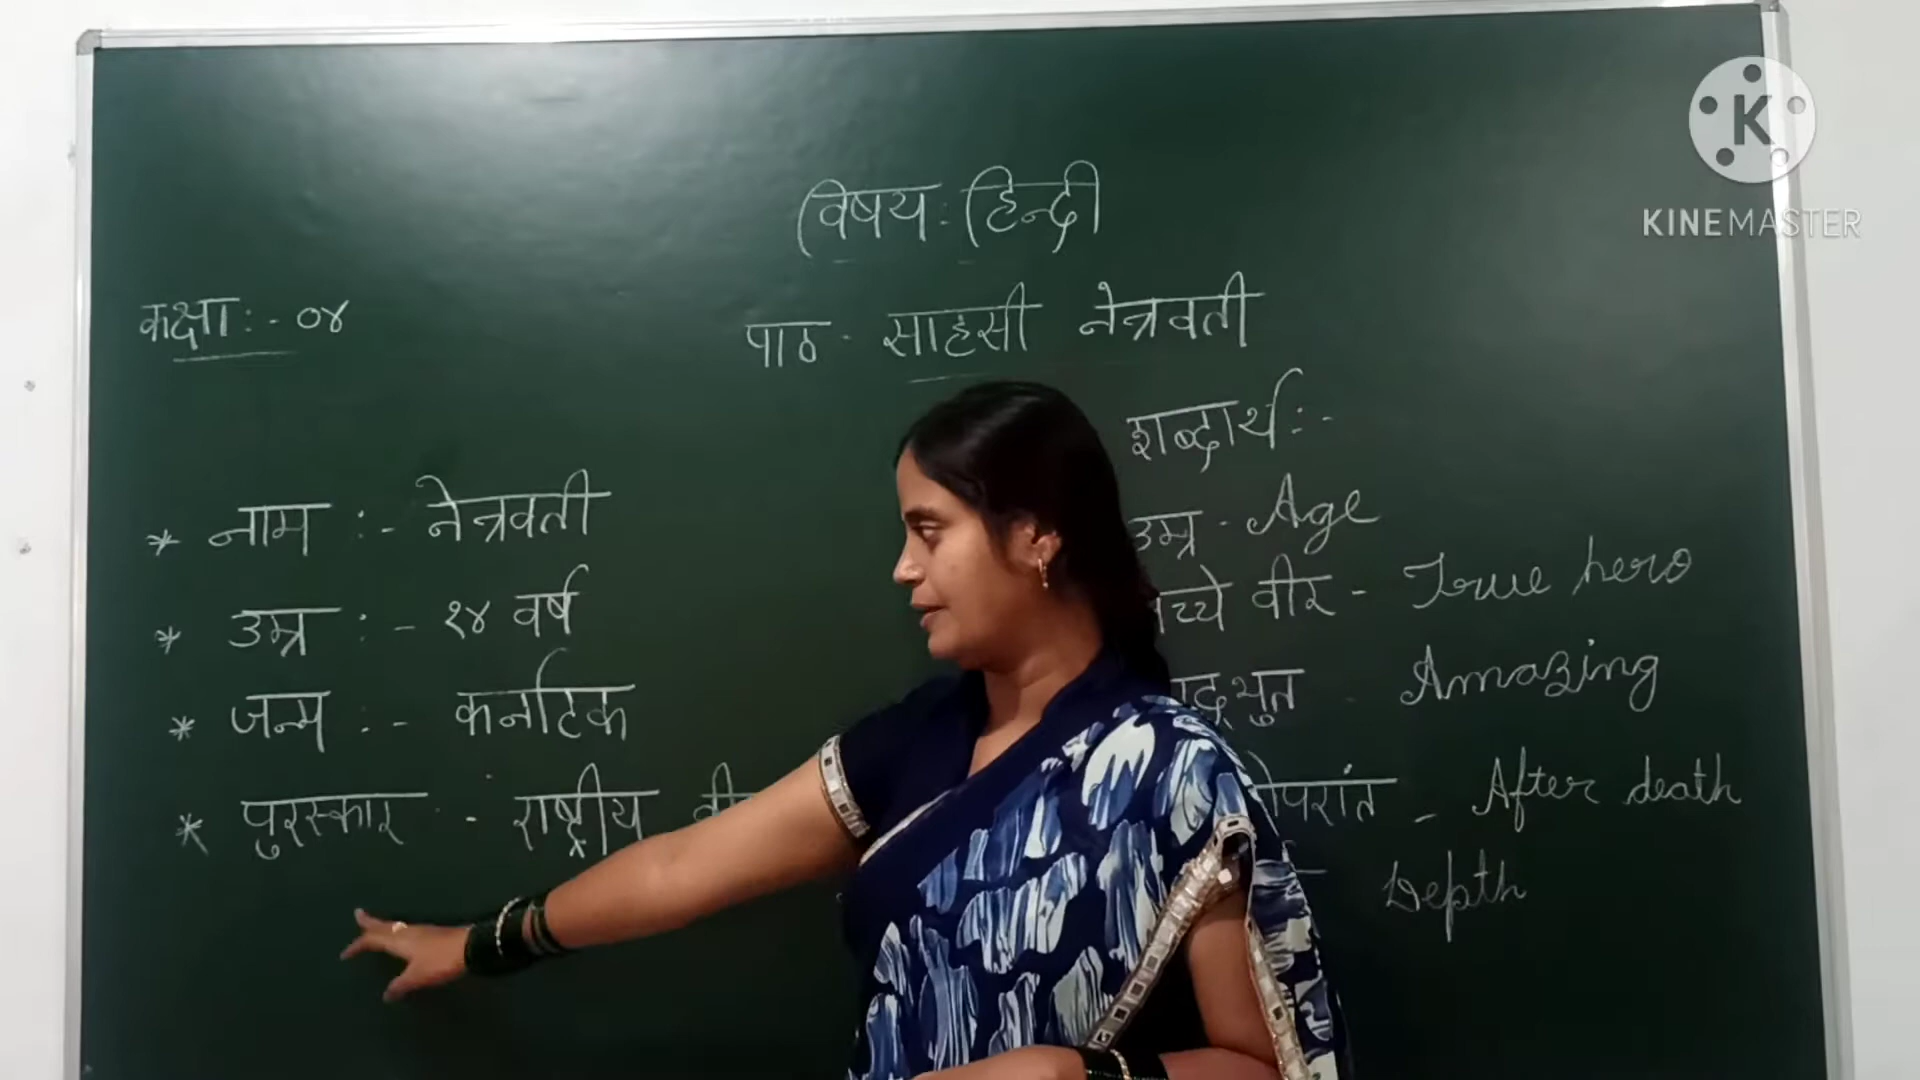 विषय: हिन्दी
कक्षा:- ०४
पाठ - साहसी नेत्रवती
शब्दार्थ:-
* नाम :- नेत्रवती
* उम्र :- १४ वर्ष
* जन्म :- कर्नाटक
* पुरस्कार - राष्ट्रीय
उम्र - Age
वीर - True hero
- Amazing
- After death
- Depth
K
KINEMASTER